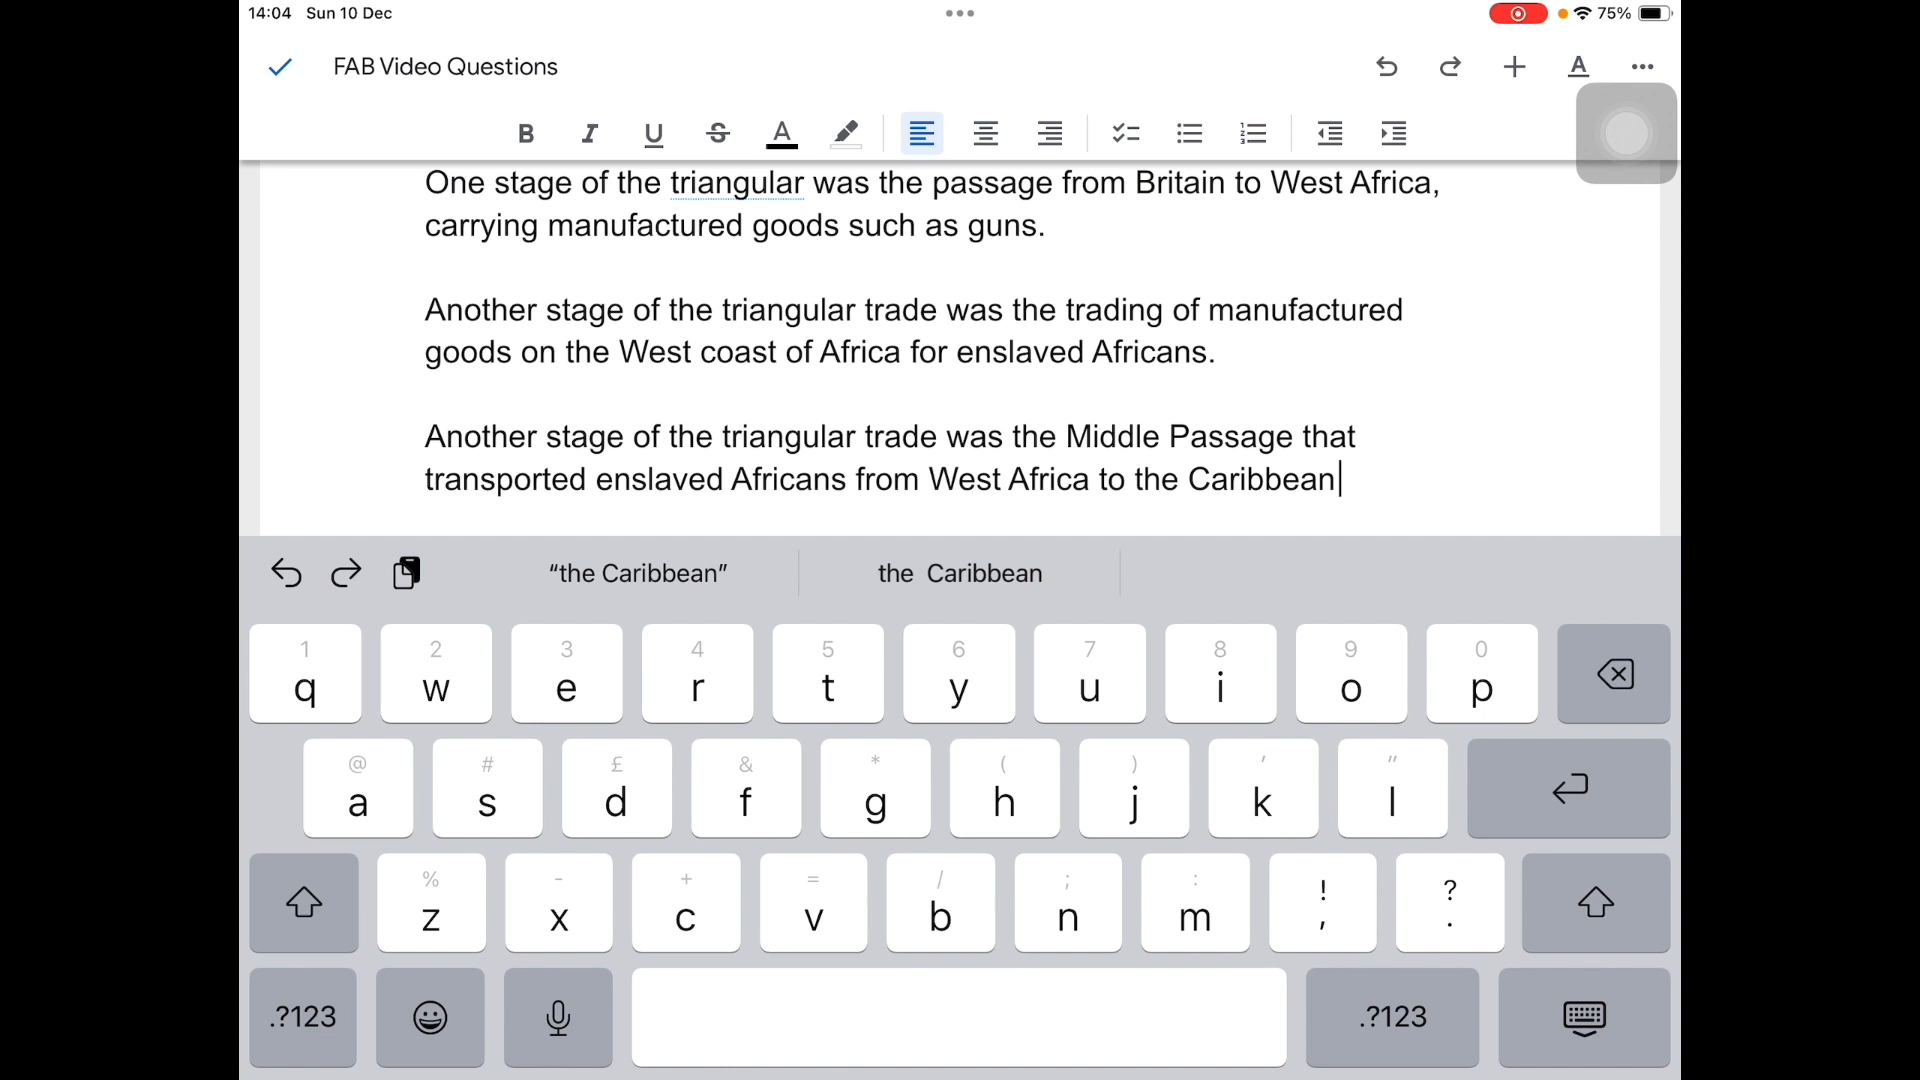 14:04 Sun 10 Dec
75%
FAB Video Questions
A
B I U S A
One stage of the triangular was the passage from Britain to West Africa,
carrying manufactured goods such as guns.
Another stage of the triangular trade was the trading of manufactured
goods on the West coast of Africa for enslaved Africans.
Another stage of the triangular trade was the Middle Passage that
transported enslaved Africans from West Africa to the Caribbean
“the Caribbean” the Caribbean
1 2 3 4 5 6 7 8 9 0
q w e r t y u i o p
@ # £ & * ( ) ' "
a s d f g h j k l
% - + = / ; : ! ?
z x c v b n m , .
.?123 .?123